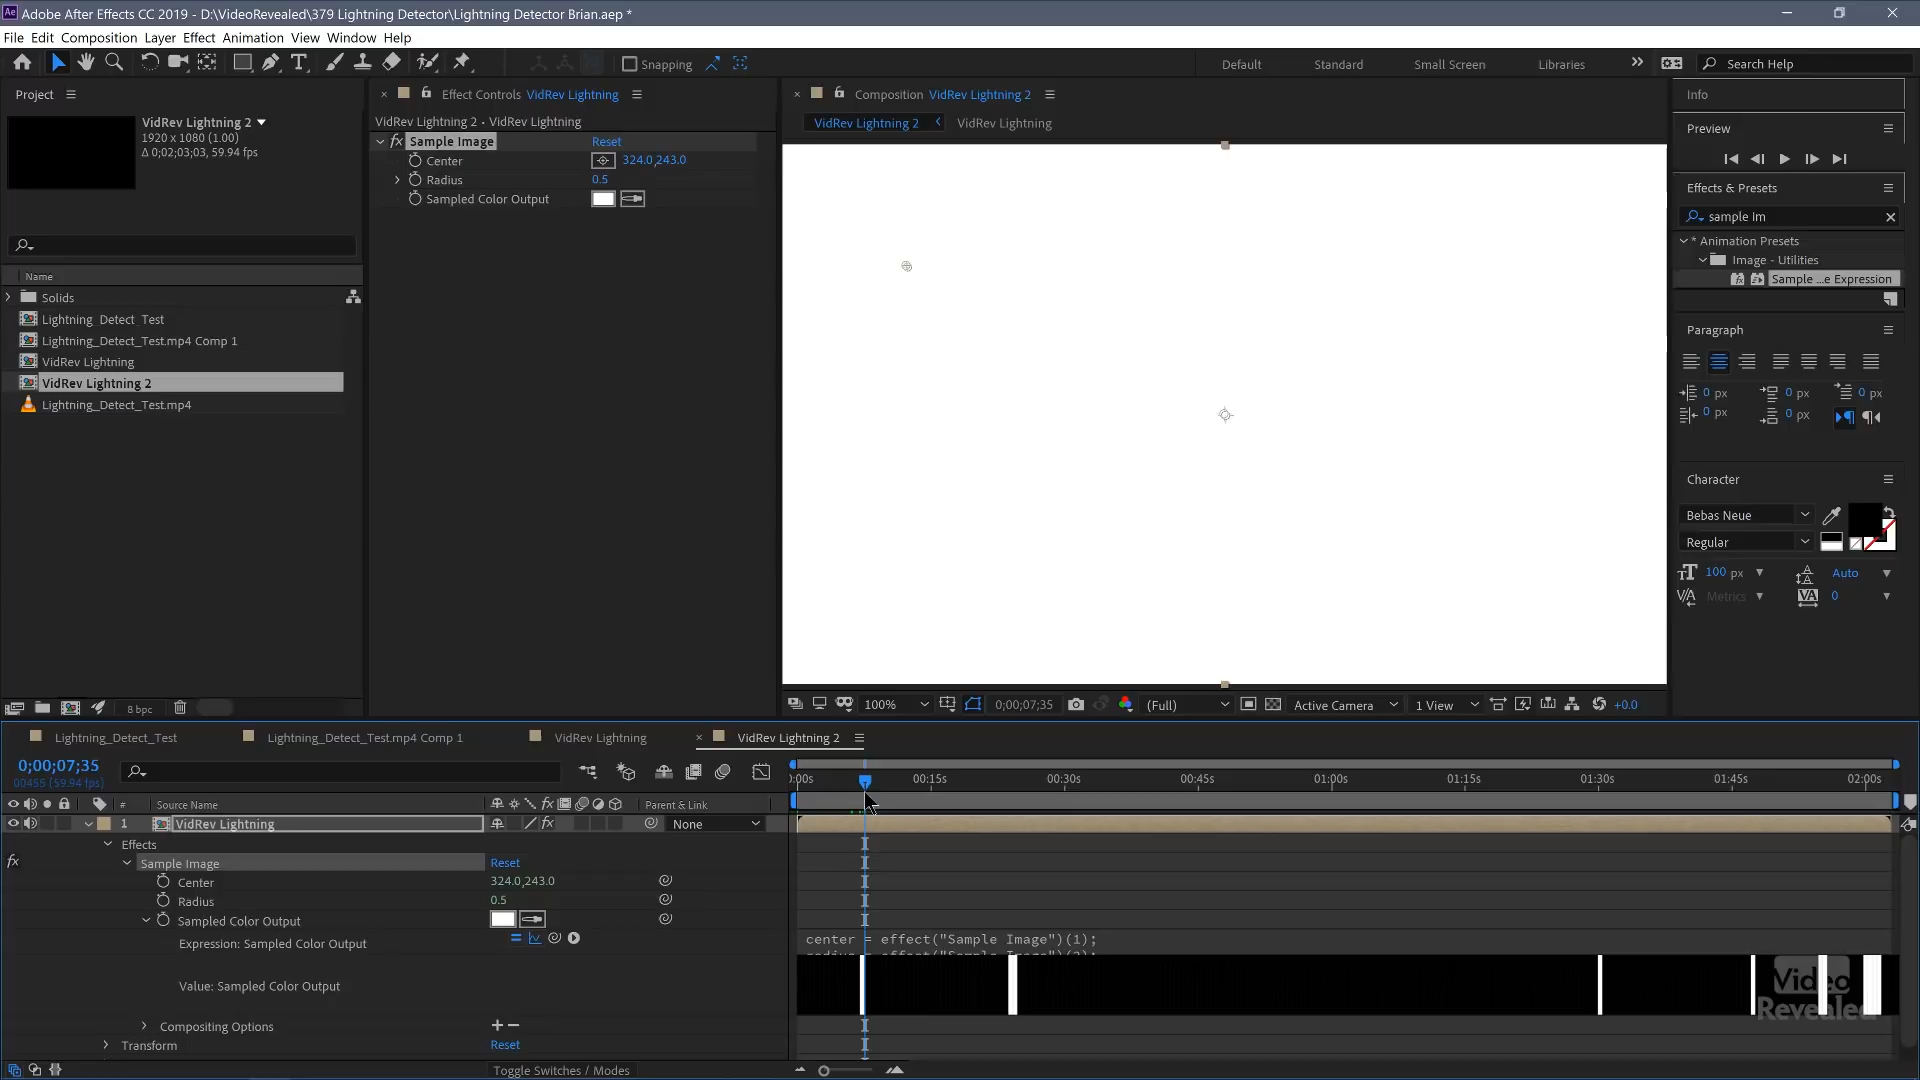 Adobe After Effects CC 2019 - D:\VideoRevealed\379 Lightning Detector\Lightning Detector Brian.aep *
File Edit Composition Layer Effect Animation View Window Help
Snapping
Default Standard Small Screen Libraries Search Help
Project
VidRev Lightning 2
1920 x 1080 (1.00)
Δ 0;02;03;03, 59.94 fps)
Name
Solids
Lightning_Detect_Test
Lightning_Detect_Test.mp4 Comp 1
VidRev Lightning
VidRev Lightning 2
Lightning_Detect_Test.mp4
8 bpc
Effect Controls VidRev Lightning
VidRev Lightning 2 • VidRev Lightning
fx Sample Image Reset
Center 324.0,243.0
Radius 0.5
Sampled Color Output
Composition VidRev Lightning 2
VidRev Lightning 2 VidRev Lightning
100% 0;00;07;35 (Full) Active Camera 1 View +0.0
Info
Preview
Effects & Presets
sample im
* Animation Presets
Image - Utilities
Sample ...e Expression
Paragraph
0 px 0 px 0 px
0 px 0 px
Character
Bebas Neue
Regular
100 px Auto
Metrics 0
Lightning_Detect_Test Lightning_Detect_Test.mp4 Comp 1 VidRev Lightning VidRev Lightning 2
0;00;07;35
00455 (59.94 fps)
):00s 00:15s 00:30s 00:45s 01:00s 01:15s 01:30s 01:45s 02:00s
# Source Name Parent & Link
1 VidRev Lightning None
Effects
fx Sample Image Reset
Center 324.0,243.0
Radius 0.5
Sampled Color Output
Expression: Sampled Color Output
center = effect("Sample Image")(1);
radius = effect("Sample Image")(2);
Value: Sampled Color Output
Video
Revealed
Compositing Options + −
Transform Reset
Toggle Switches / Modes